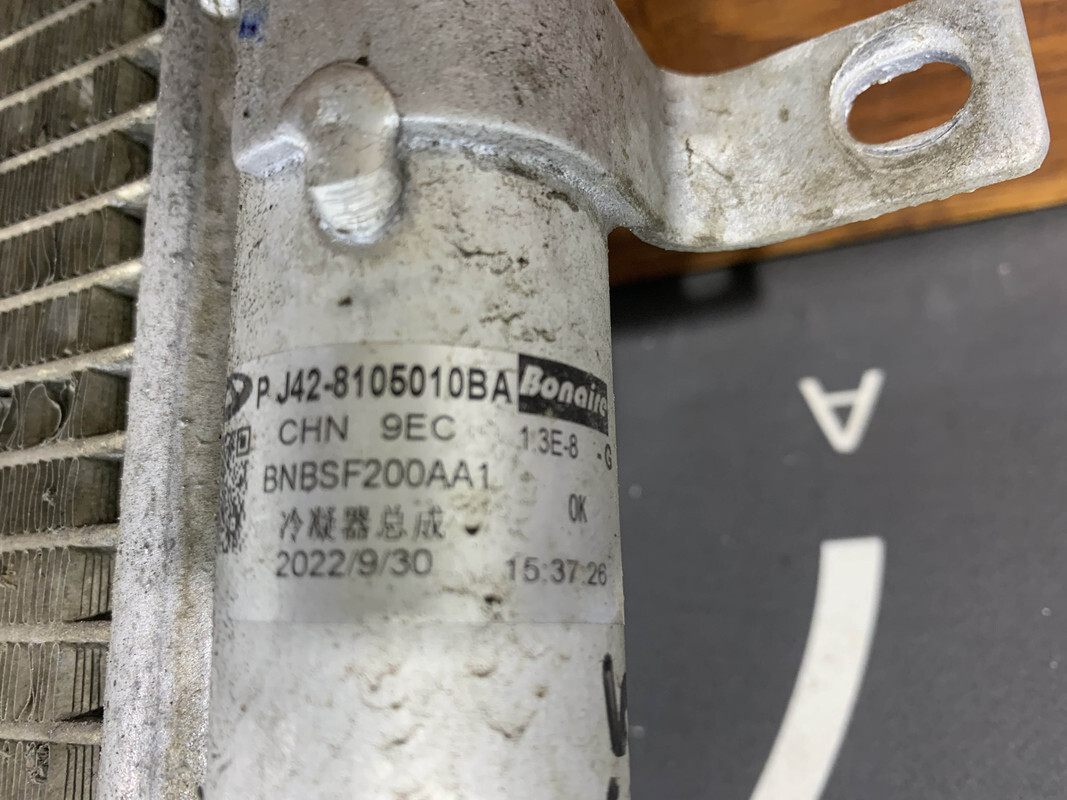 P J42-8105010BA Bonaire
CHN 9EC 1.3E-8 -G
BNBSF200AA1
OK
冷凝器总成
2022/9/30 15:37:26
A